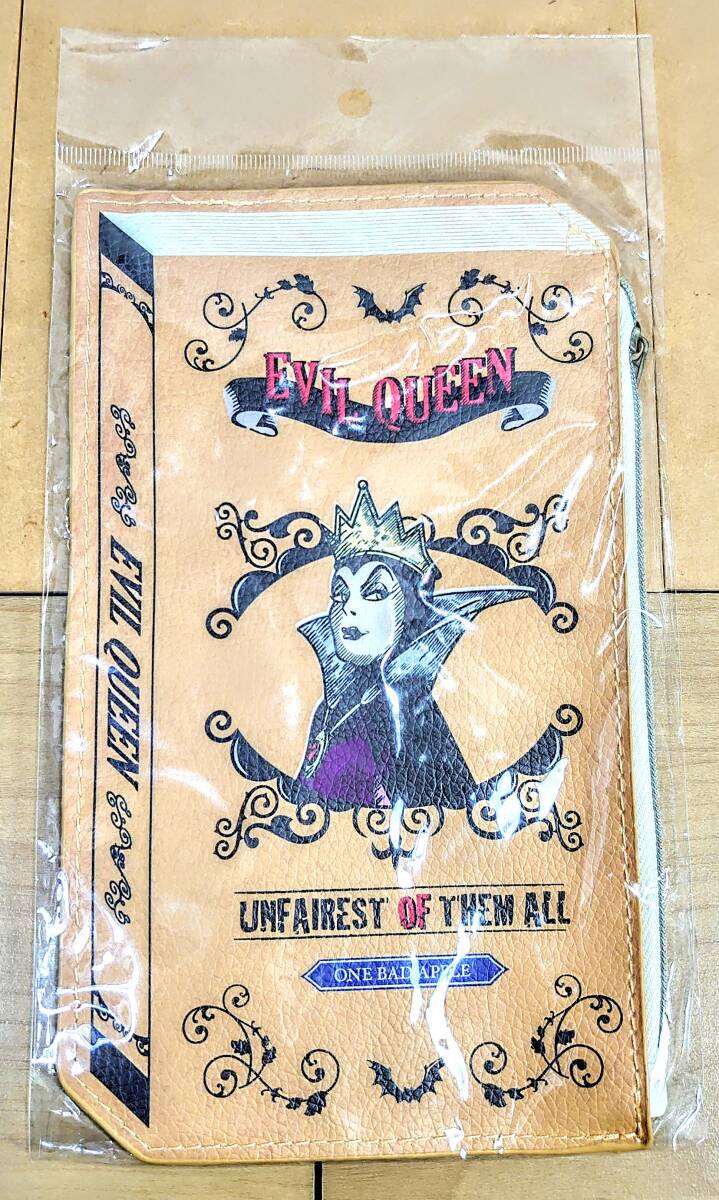 EVIL QUEEN
EVIL QUEEN
UNFAIREST OF THEM ALL
ONE BAD APPLE